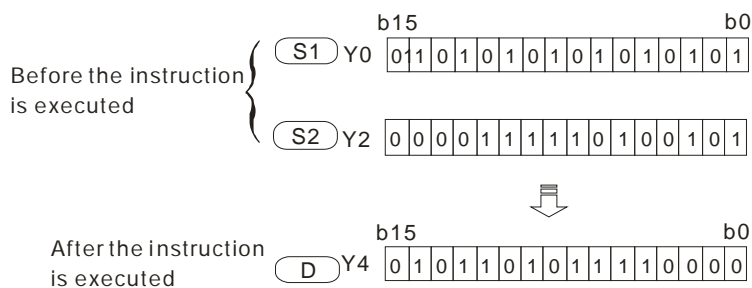 b15 b0
S1 Y0 01 1 0 1 0 1 0 1 0 1 0 1 0 1 0 1
Before the instruction
is executed
S2 Y2 0 0 0 0 1 1 1 1 1 0 1 0 0 1 0 1
b15 b0
After the instruction
is executed
D Y4 0 1 0 1 1 0 1 0 1 1 1 1 0 0 0 0